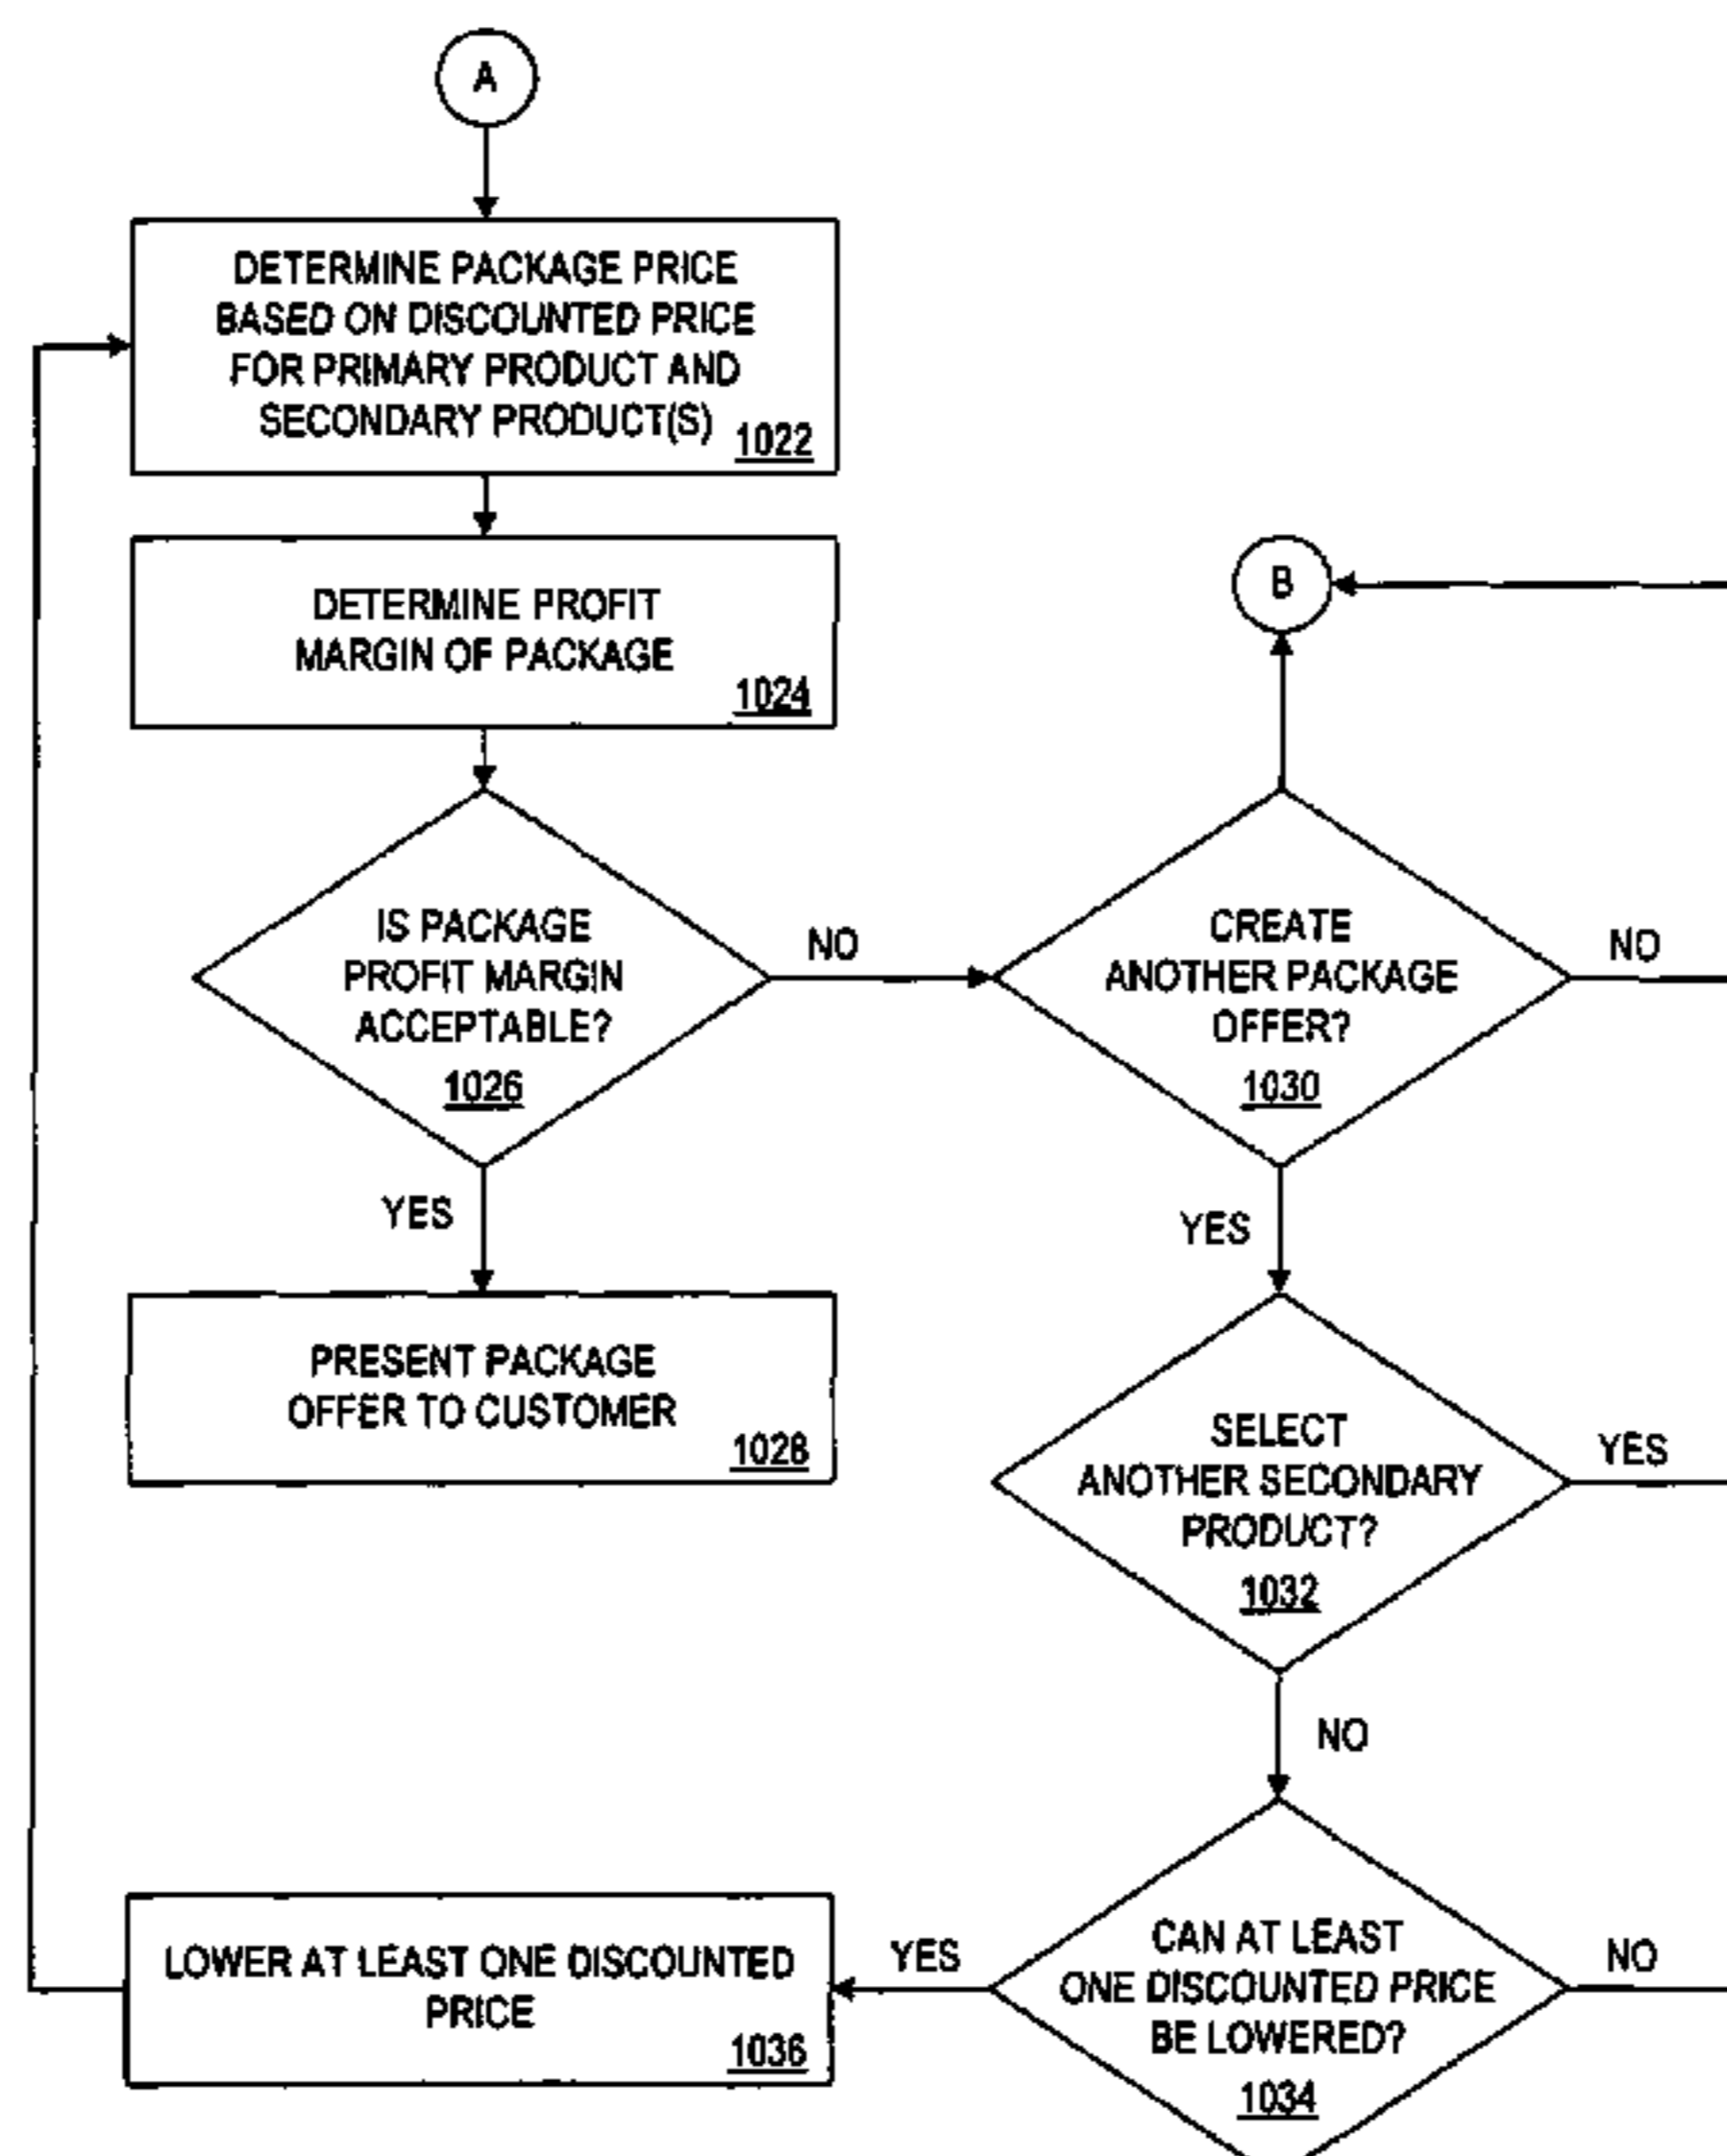 A
DETERMINE PACKAGE PRICE
BASED ON DISCOUNTED PRICE
FOR PRIMARY PRODUCT AND
SECONDARY PRODUCT(S)
1022
DETERMINE PROFIT
MARGIN OF PACKAGE
1024
B
IS PACKAGE
PROFIT MARGIN
ACCEPTABLE?
1026
NO
CREATE
ANOTHER PACKAGE
OFFER?
1030
NO
YES
YES
PRESENT PACKAGE
OFFER TO CUSTOMER
1028
SELECT
ANOTHER SECONDARY
PRODUCT?
1032
YES
NO
LOWER AT LEAST ONE DISCOUNTED
PRICE
1036
YES
CAN AT LEAST
ONE DISCOUNTED PRICE
BE LOWERED?
1034
NO